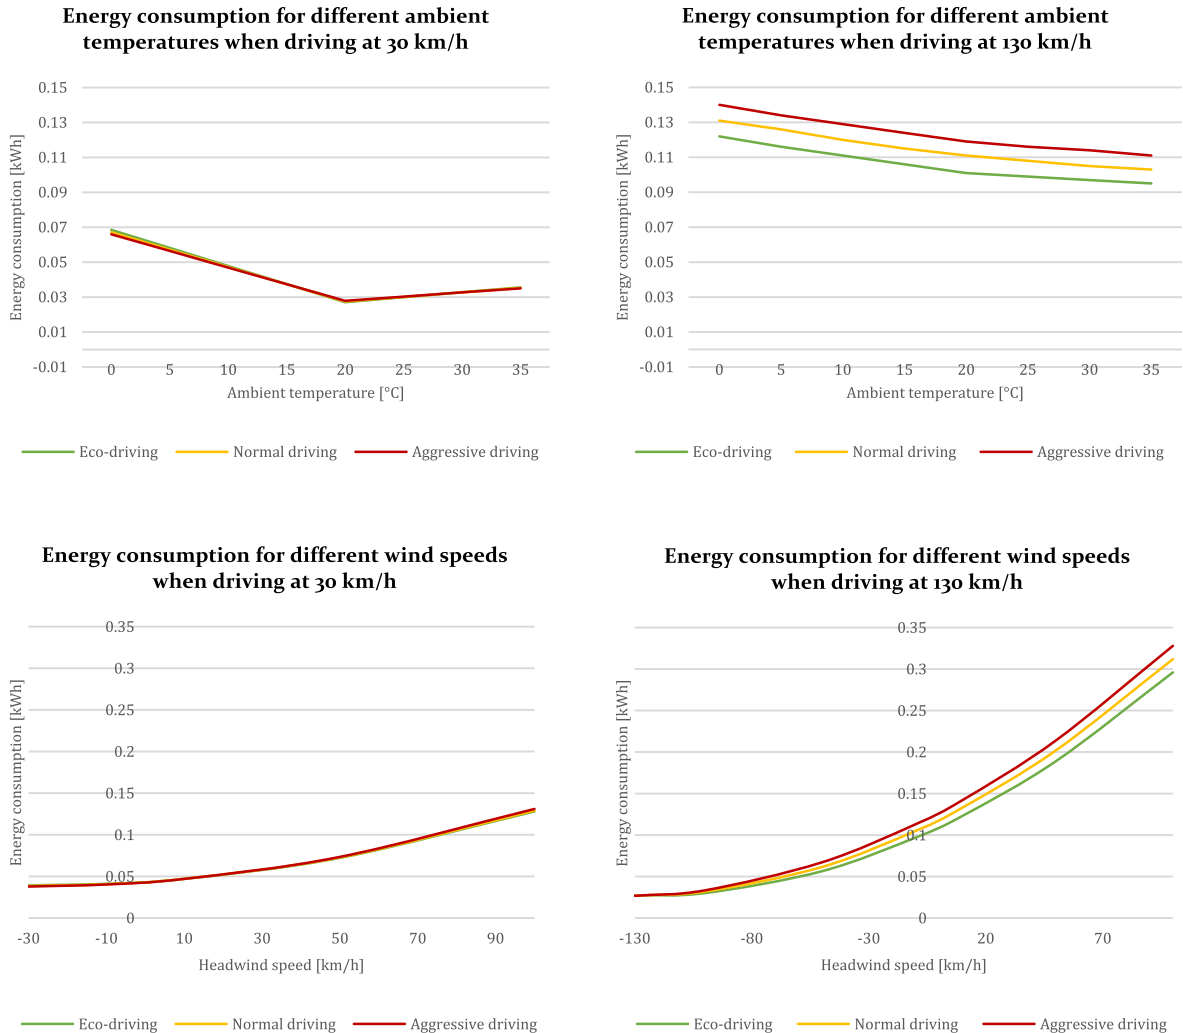 Energy consumption for different ambient
temperatures when driving at 30 km/h
0.15
0.13
0.11
0.09
0.07
0.05
0.03
0.01
-0.01
Energy consumption [kWh]
0 5 10 15 20 25 30 35
Ambient temperature [°C]
Eco-driving Normal driving Aggressive driving
Energy consumption for different ambient
temperatures when driving at 130 km/h
0.15
0.13
0.11
0.09
0.07
0.05
0.03
0.01
-0.01
Energy consumption [kWh]
0 5 10 15 20 25 30 35
Ambient temperature [°C]
Eco-driving Normal driving Aggressive driving
Energy consumption for different wind speeds
when driving at 30 km/h
0.35
0.3
0.25
0.2
0.15
0.1
0.05
0
Energy consumption [kWh]
-30 -10 10 30 50 70 90
Headwind speed [km/h]
Eco-driving Normal driving Aggressive driving
Energy consumption for different wind speeds
when driving at 130 km/h
0.35
0.3
0.25
0.2
0.15
0.1
0.05
0
Energy consumption [kWh]
-130 -80 -30 20 70
Headwind speed [km/h]
Eco-driving Normal driving Aggressive driving